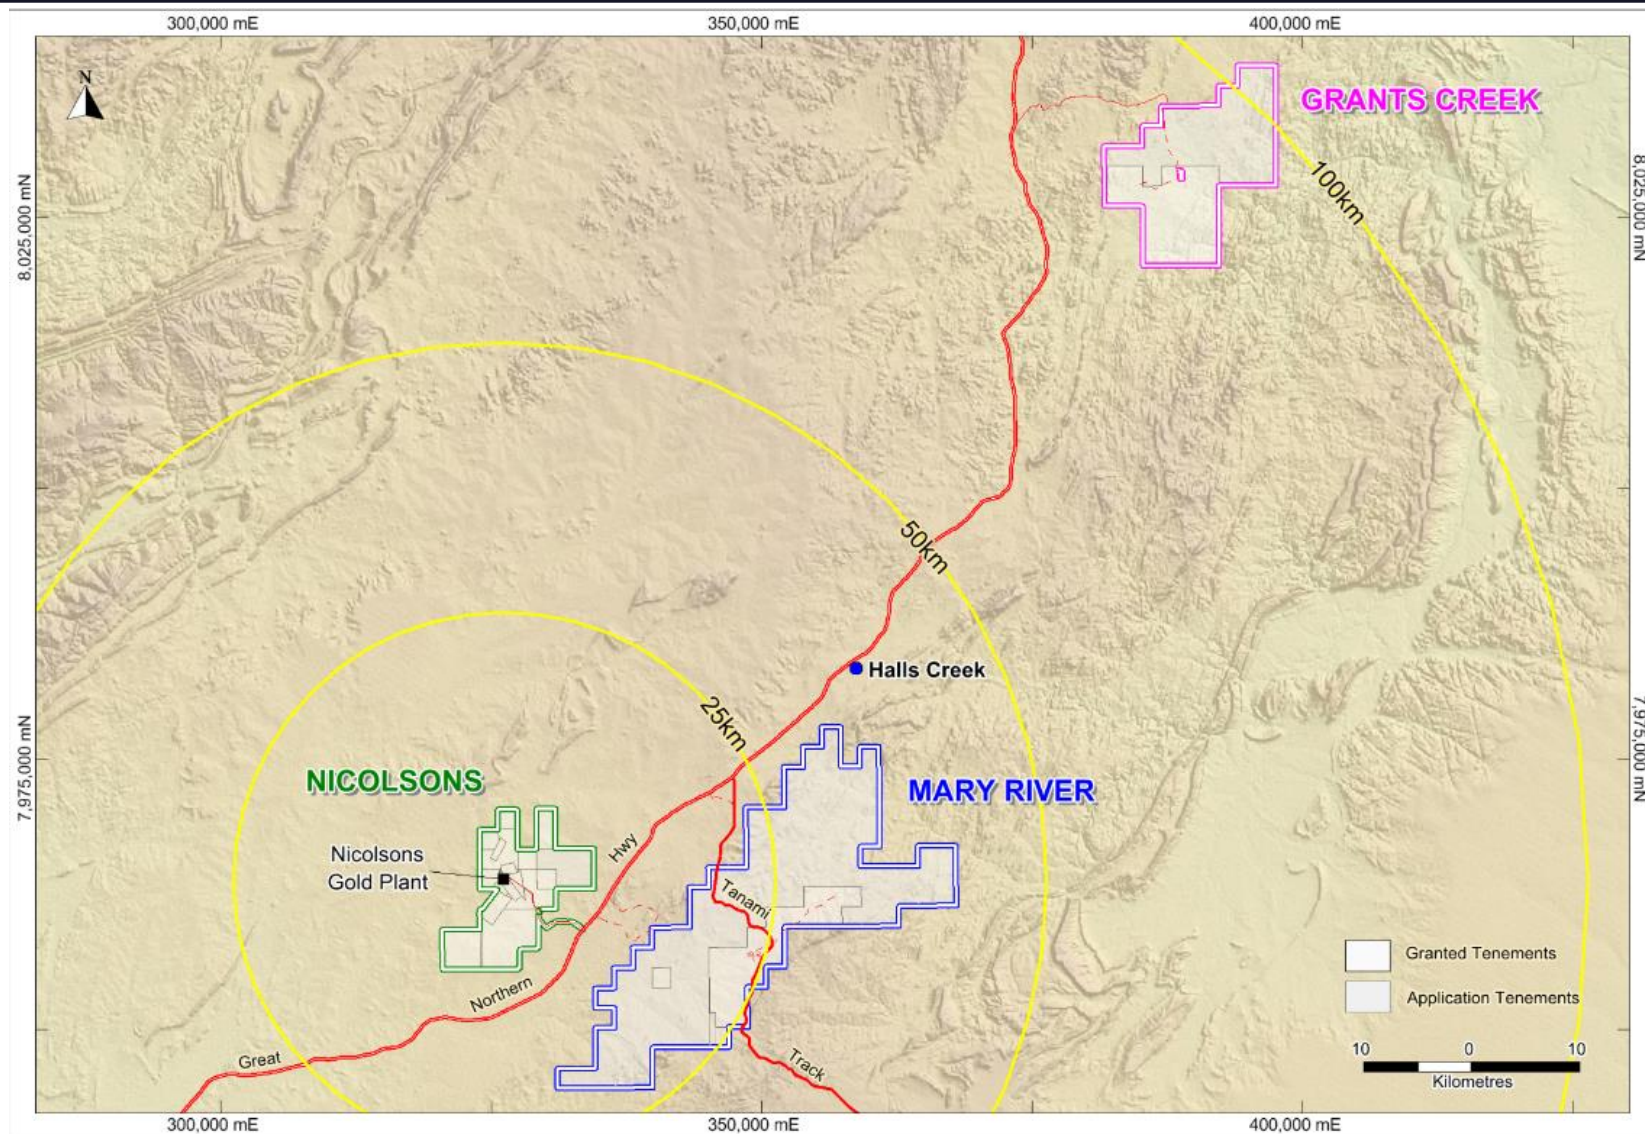 300,000 mE
350,000 mE
400,000 mE
N
GRANTS CREEK
8,025,000 mN
8,025,000 mN
100km
50km
Halls Creek
25km
7,975,000 mN
7,975,000 mN
NICOLSONS
MARY RIVER
Hwy
Nicolsons
Gold Plant
Tanami
Northern
Great
Track
Granted Tenements
Application Tenements
10 0 10
Kilometres
300,000 mE
350,000 mE
400,000 mE